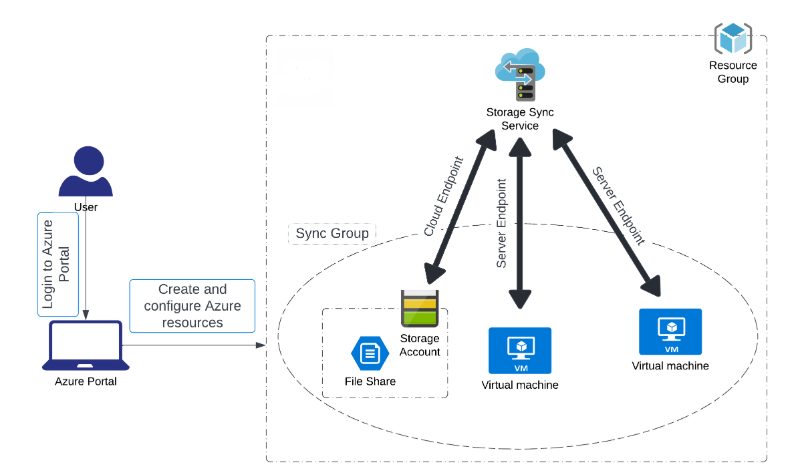 Resource
Group
Storage Sync
Service
User
Login to Azure
Portal
Cloud Endpoint
Server Endpoint
Server Endpoint
Sync Group
Create and
configure Azure
resources
Azure Portal
Storage
Account
File Share
VM
Virtual machine
VM
Virtual machine